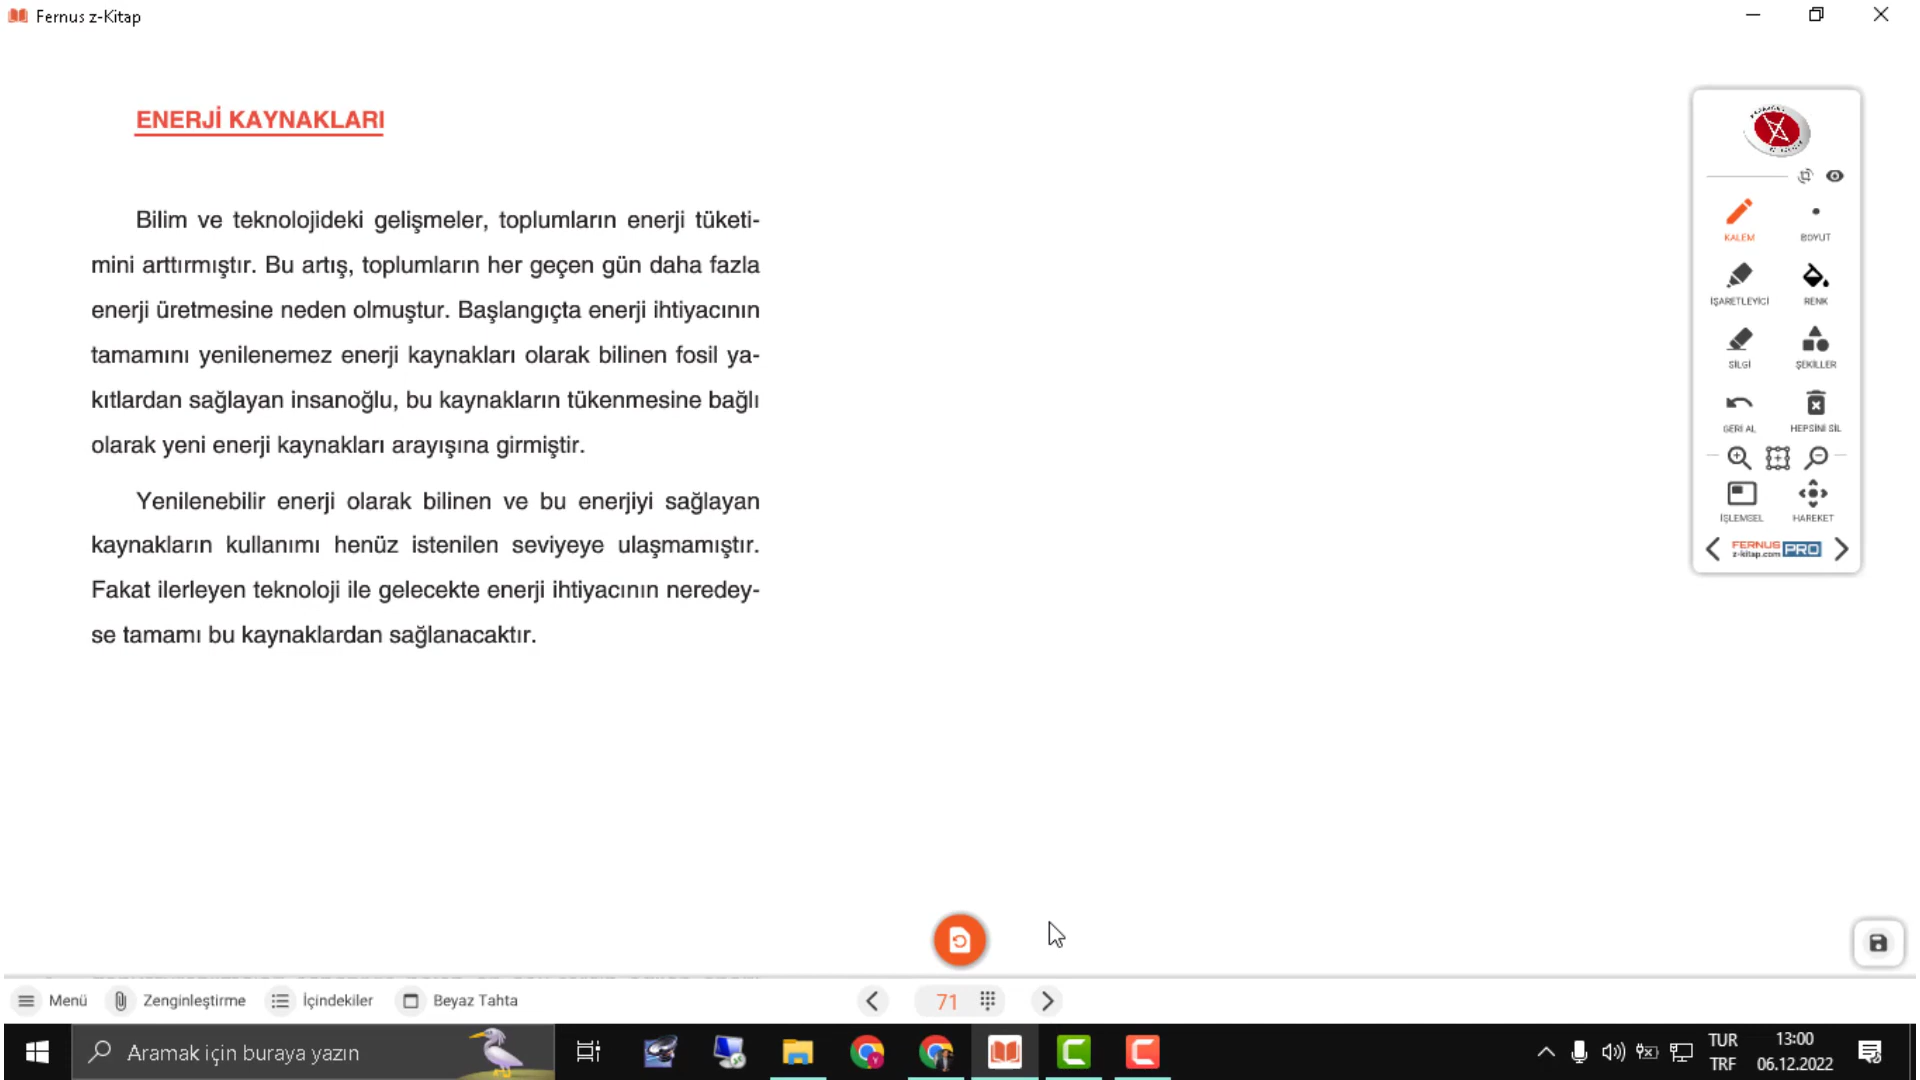 Fernus z-Kitap
ENERJİ KAYNAKLARI
Bilim ve teknolojideki gelişmeler, toplumların enerji tüketi-
mini arttırmıştır. Bu artış, toplumların her geçen gün daha fazla
enerji üretmesine neden olmuştur. Başlangıçta enerji ihtiyacının
tamamını yenilenemez enerji kaynakları olarak bilinen fosil ya-
kıtlardan sağlayan insanoğlu, bu kaynakların tükenmesine bağlı
olarak yeni enerji kaynakları arayışına girmiştir.
Yenilenebilir enerji olarak bilinen ve bu enerjiyi sağlayan
kaynakların kullanımı henüz istenilen seviyeye ulaşmamıştır.
Fakat ilerleyen teknoloji ile gelecekte enerji ihtiyacının neredey-
se tamamı bu kaynaklardan sağlanacaktır.
KALEM BOYUT
İŞARETLEYİCİ RENK
SİLGİ ŞEKİLLER
GERİ AL HEPSİNİ SİL
İŞLEMSEL HAREKET
FERNUS
z-kitap.com PRO
Menü Zenginleştirme İçindekiler Beyaz Tahta 71
Aramak için buraya yazın
TUR 13:00
TRF 06.12.2022